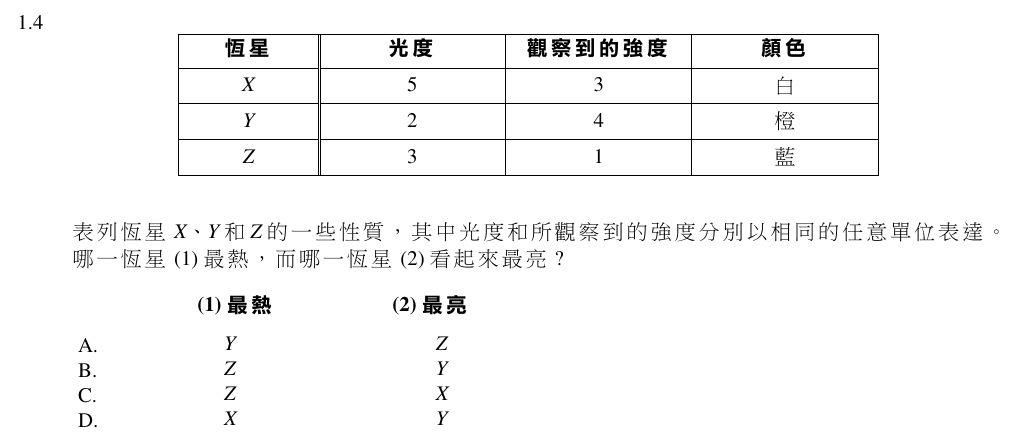 1.4
恆星 光度 觀察到的強度 顏色
X 5 3 白
Y 2 4 橙
Z 3 1 藍
表列恆星 X、Y和Z的一些性質，其中光度和所觀察到的強度分別以相同的任意單位表達。
哪一恆星 (1) 最熱，而哪一恆星 (2) 看起來最亮？
(1) 最熱 (2) 最亮
A. Y Z
B. Z Y
C. Z X
D. X Y